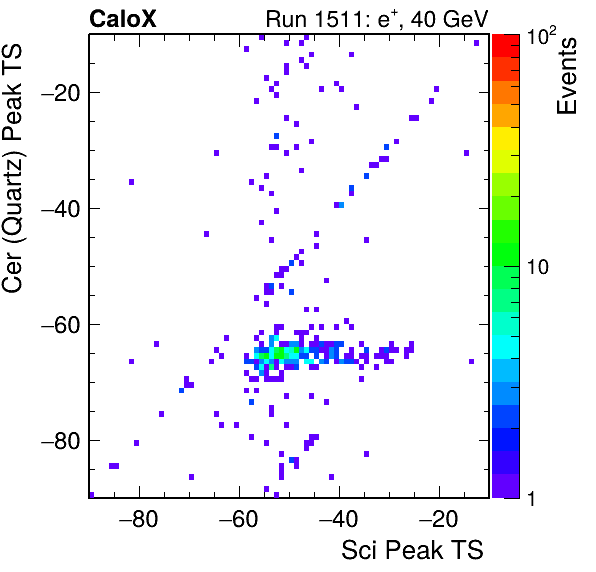 CaloX Run 1511: e⁺, 40 GeV
Cer (Quartz) Peak TS
−20
−40
−60
−80
−80 −60 −40 −20
Sci Peak TS
10²
10
1
Events